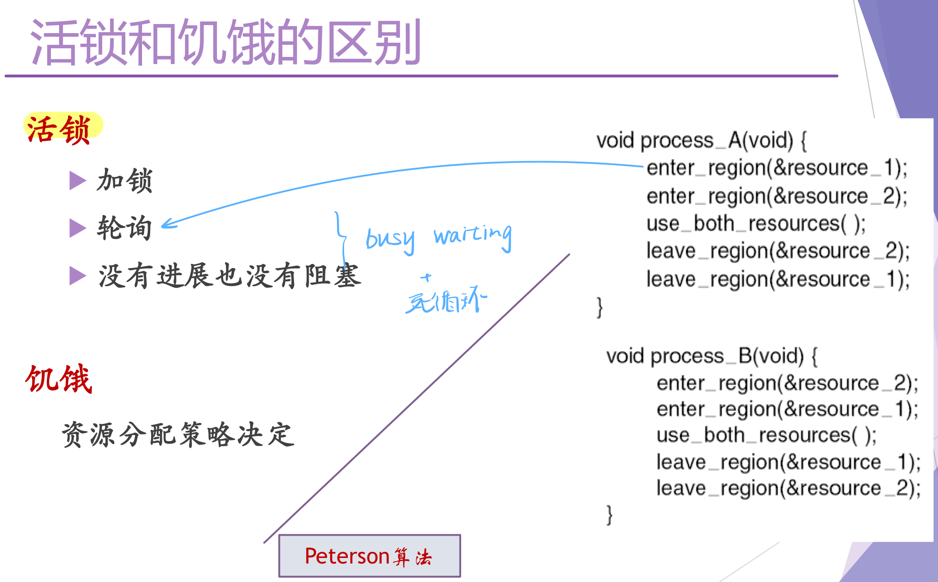 活锁和饥饿的区别
活锁
加锁
轮询
没有进展也没有阻塞
busy waiting
+
死循环
饥饿
资源分配策略决定
Peterson算法
void process_A(void) {
enter_region(&resource_1);
enter_region(&resource_2);
use_both_resources( );
leave_region(&resource_2);
leave_region(&resource_1);
}
void process_B(void) {
enter_region(&resource_2);
enter_region(&resource_1);
use_both_resources( );
leave_region(&resource_1);
leave_region(&resource_2);
}